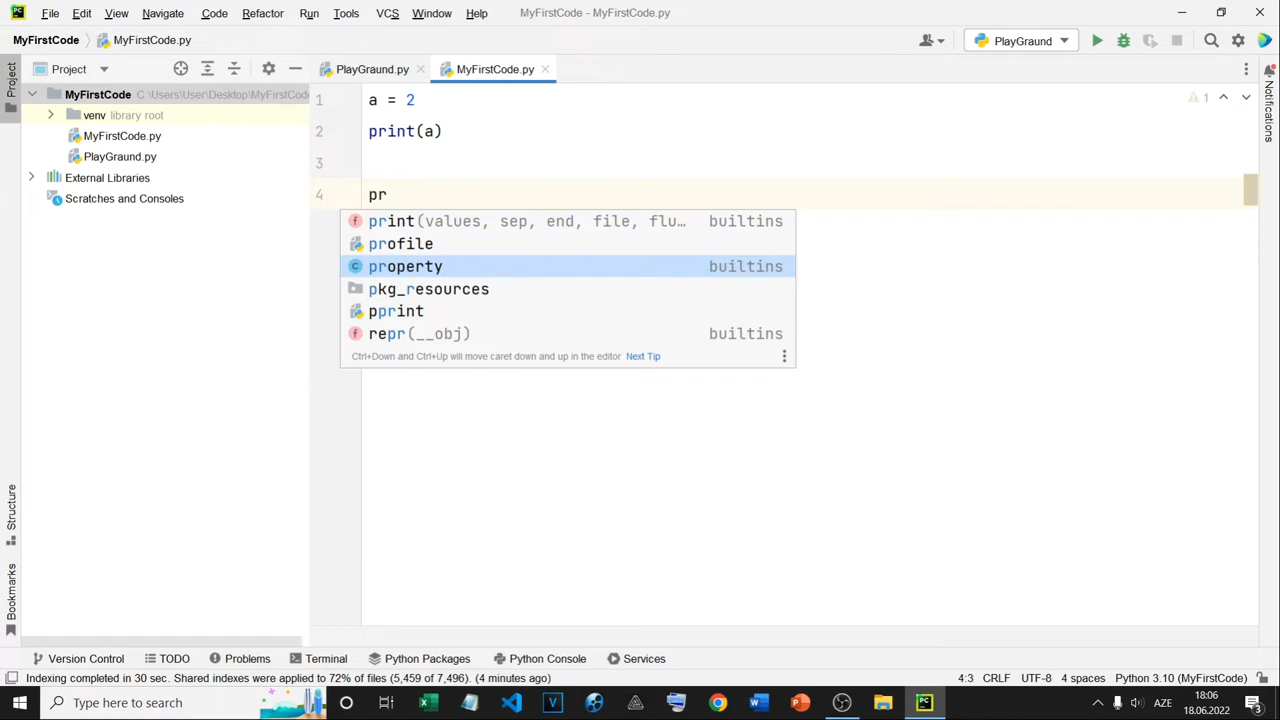 PC File Edit View Navigate Code Refactor Run Tools VCS Window Help MyFirstCode - MyFirstCode.py
MyFirstCode MyFirstCode.py PlayGraund
Project Project PlayGraund.py MyFirstCode.py Notifications
MyFirstCode C:\Users\User\Desktop\MyFirstCode
venv library root
MyFirstCode.py
PlayGraund.py
External Libraries
Scratches and Consoles
1 a = 2
1
2 print(a)
3
4 pr
print(values, sep, end, file, flu… builtins
profile
property builtins
pkg_resources
pprint
repr(__obj) builtins
Ctrl+Down and Ctrl+Up will move caret down and up in the editor Next Tip
Structure
Bookmarks
Version Control TODO Problems Terminal Python Packages Python Console Services
Indexing completed in 30 sec. Shared indexes were applied to 72% of files (5,459 of 7,496). (4 minutes ago) 4:3 CRLF UTF-8 4 spaces Python 3.10 (MyFirstCode)
Type here to search AZE 18:06
18.06.2022 3